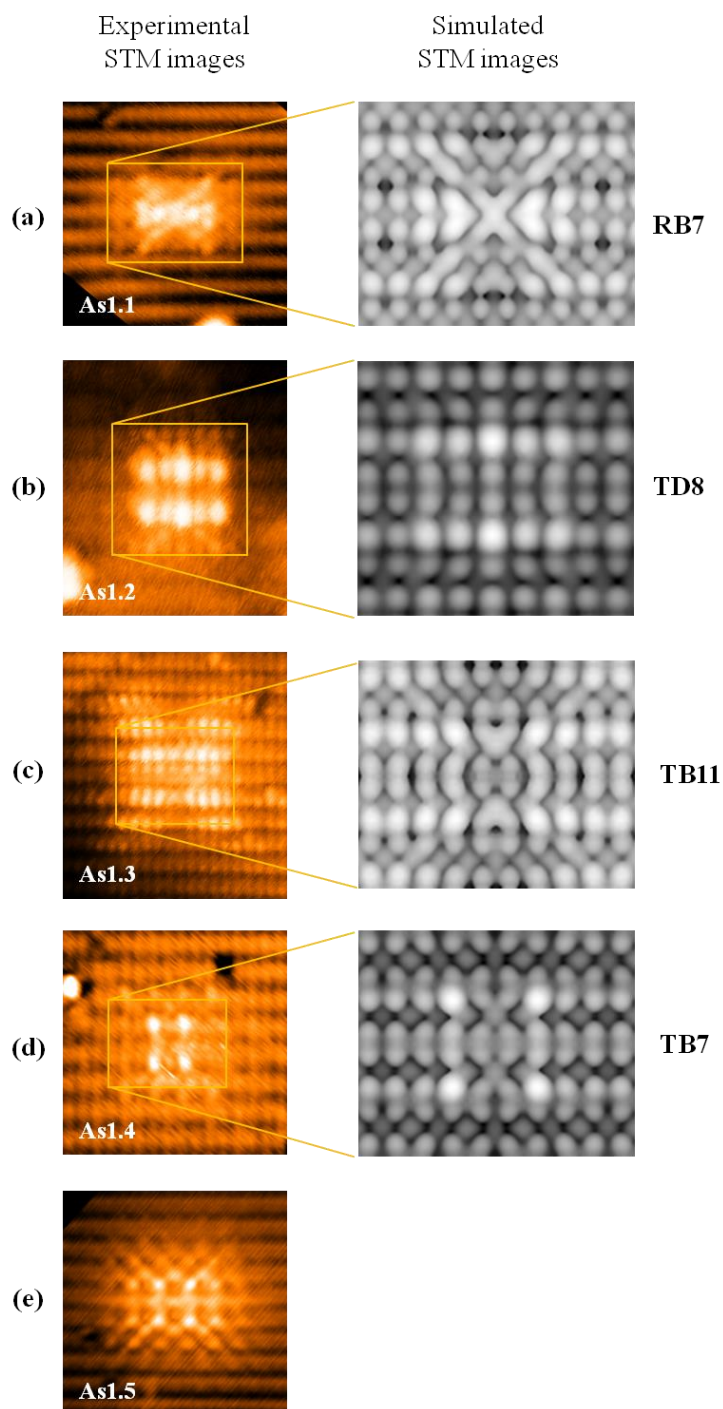 Experimental
STM images
Simulated
STM images
(a)
As1.1
RB7
(b)
As1.2
TD8
(c)
As1.3
TB11
(d)
As1.4
TB7
(e)
As1.5